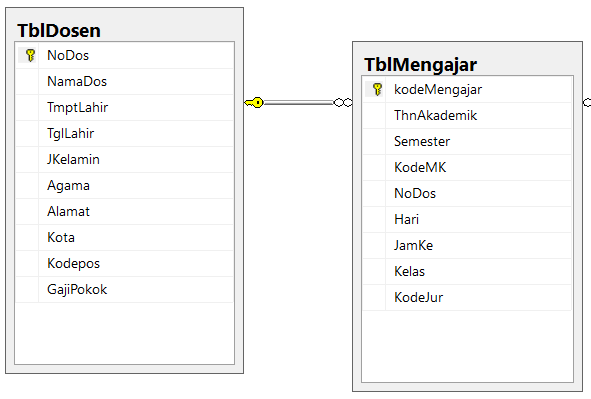 TblDosen
NoDos
NamaDos
TmptLahir
TglLahir
JKelamin
Agama
Alamat
Kota
Kodepos
GajiPokok
TblMengajar
kodeMengajar
ThnAkademik
Semester
KodeMK
NoDos
Hari
JamKe
Kelas
KodeJur